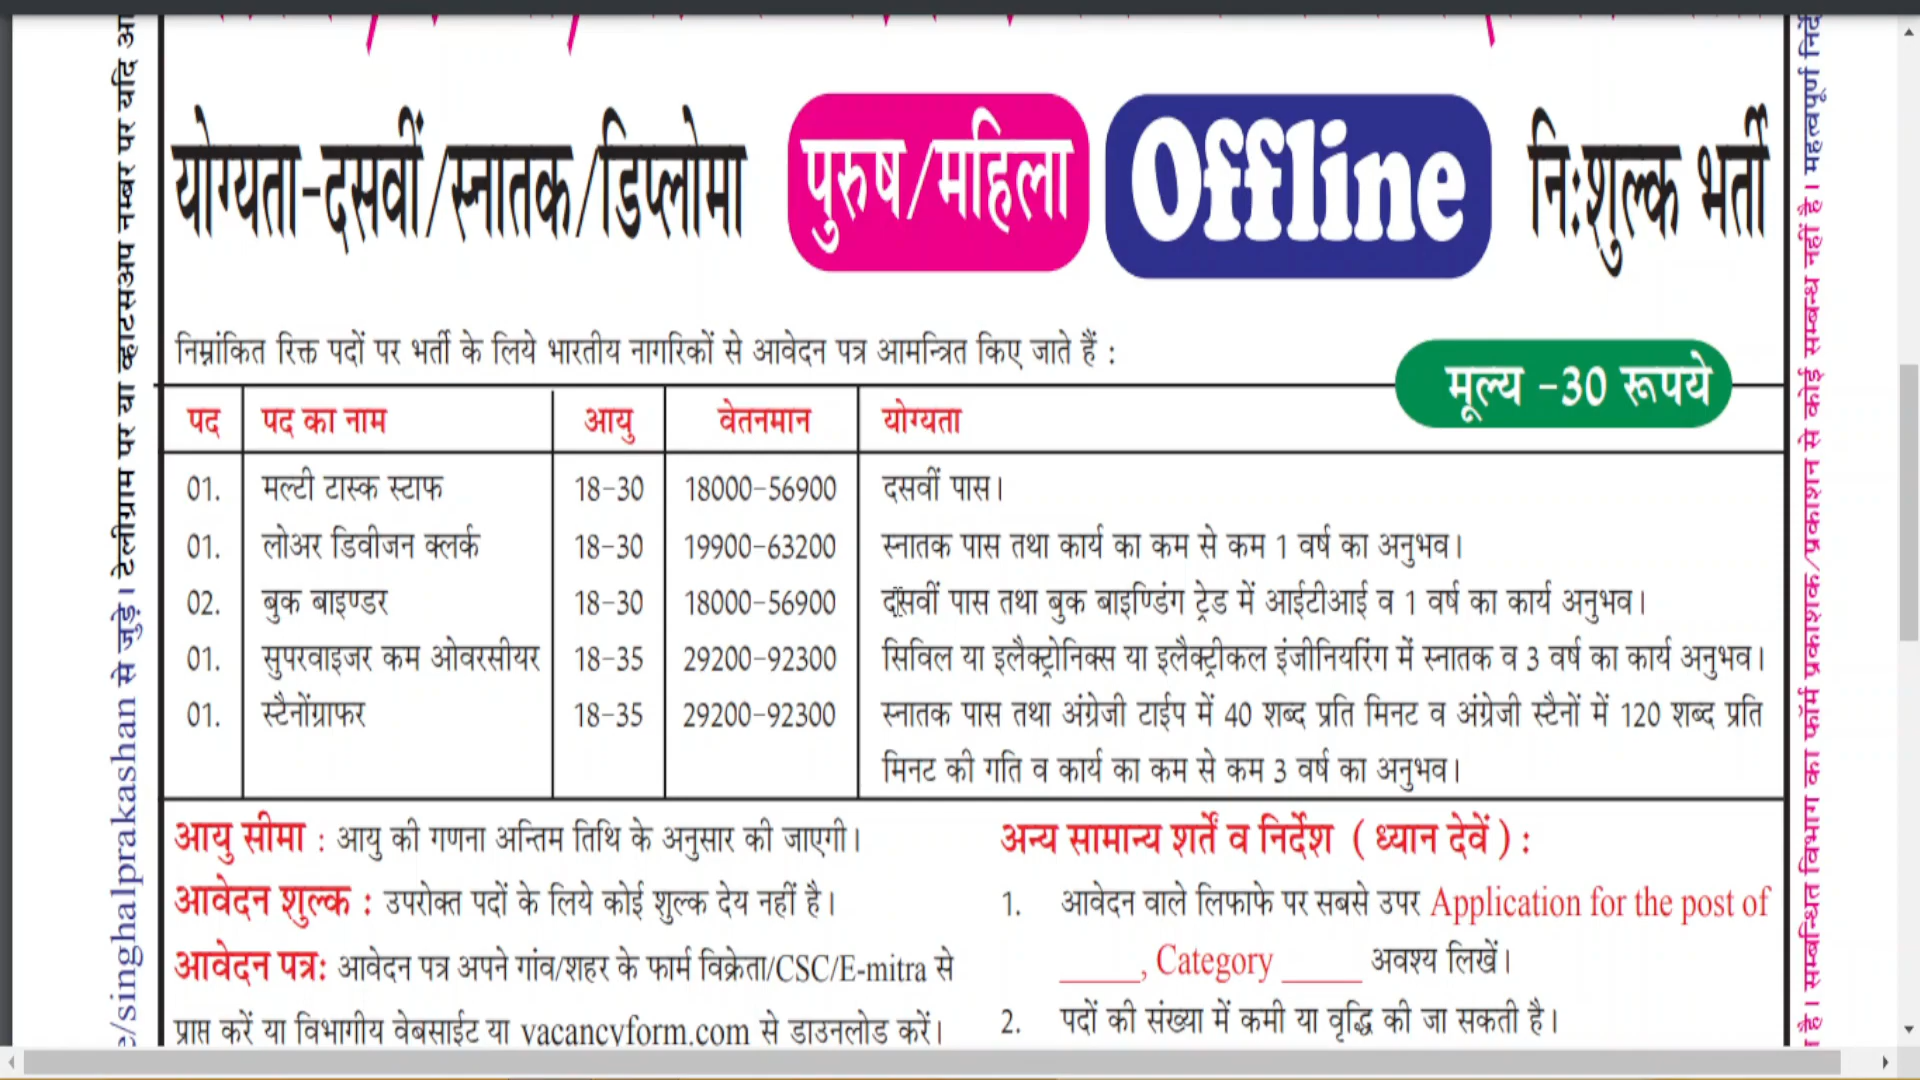 योग्यता-दसवीं/स्नातक/डिप्लोमा पुरुष/महिला Offline निःशुल्क भर्ती
निम्नांकित रिक्त पदों पर भर्ती के लिये भारतीय नागरिकों से आवेदन पत्र आमन्त्रित किए जाते हैं :
मूल्य -30 रूपये
पद पद का नाम आयु वेतनमान योग्यता
01. मल्टी टास्क स्टाफ 18-30 18000-56900 दसवीं पास।
01. लोअर डिवीजन क्लर्क 18-30 19900-63200 स्नातक पास तथा कार्य का कम से कम 1 वर्ष का अनुभव।
02. बुक बाइण्डर 18-30 18000-56900 दसवीं पास तथा बुक बाइण्डिंग ट्रेड में आईटीआई व 1 वर्ष का कार्य अनुभव।
01. सुपरवाइजर कम ओवरसीयर 18-35 29200-92300 सिविल या इलैक्ट्रोनिक्स या इलैक्ट्रीकल इंजीनियरिंग में स्नातक व 3 वर्ष का कार्य अनुभव।
01. स्टैनोंग्राफर 18-35 29200-92300 स्नातक पास तथा अंग्रेजी टाईप में 40 शब्द प्रति मिनट व अंग्रेजी स्टैनों में 120 शब्द प्रति
मिनट की गति व कार्य का कम से कम 3 वर्ष का अनुभव।
आयु सीमा : आयु की गणना अन्तिम तिथि के अनुसार की जाएगी।
आवेदन शुल्क : उपरोक्त पदों के लिये कोई शुल्क देय नहीं है।
आवेदन पत्र: आवेदन पत्र अपने गांव/शहर के फार्म विक्रेता/CSC/E-mitra से
प्राप्त करें या विभागीय वेबसाईट या vacancyform.com से डाउनलोड करें।
अन्य सामान्य शर्तें व निर्देश ( ध्यान देवें ) :
1. आवेदन वाले लिफाफे पर सबसे उपर Application for the post of
_____, Category _____ अवश्य लिखें।
2. पदों की संख्या में कमी या वृद्धि की जा सकती है।
e/singhalprakashan से जुड़े। टेलीग्राम पर या व्हाटसअप नम्बर पर यदि
है। सम्बन्धित विभाग का फॉर्म प्रकाशक/प्रकाशन से कोई सम्बन्ध नहीं है। महत्वपूर्ण